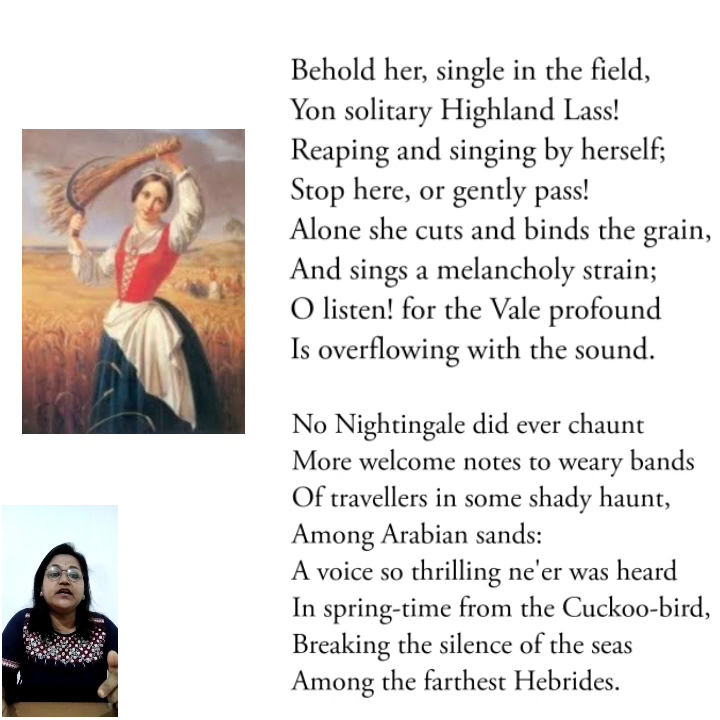 Behold her, single in the field,
Yon solitary Highland Lass!
Reaping and singing by herself;
Stop here, or gently pass!
Alone she cuts and binds the grain,
And sings a melancholy strain;
O listen! for the Vale profound
Is overflowing with the sound.
No Nightingale did ever chaunt
More welcome notes to weary bands
Of travellers in some shady haunt,
Among Arabian sands:
A voice so thrilling ne'er was heard
In spring-time from the Cuckoo-bird,
Breaking the silence of the seas
Among the farthest Hebrides.